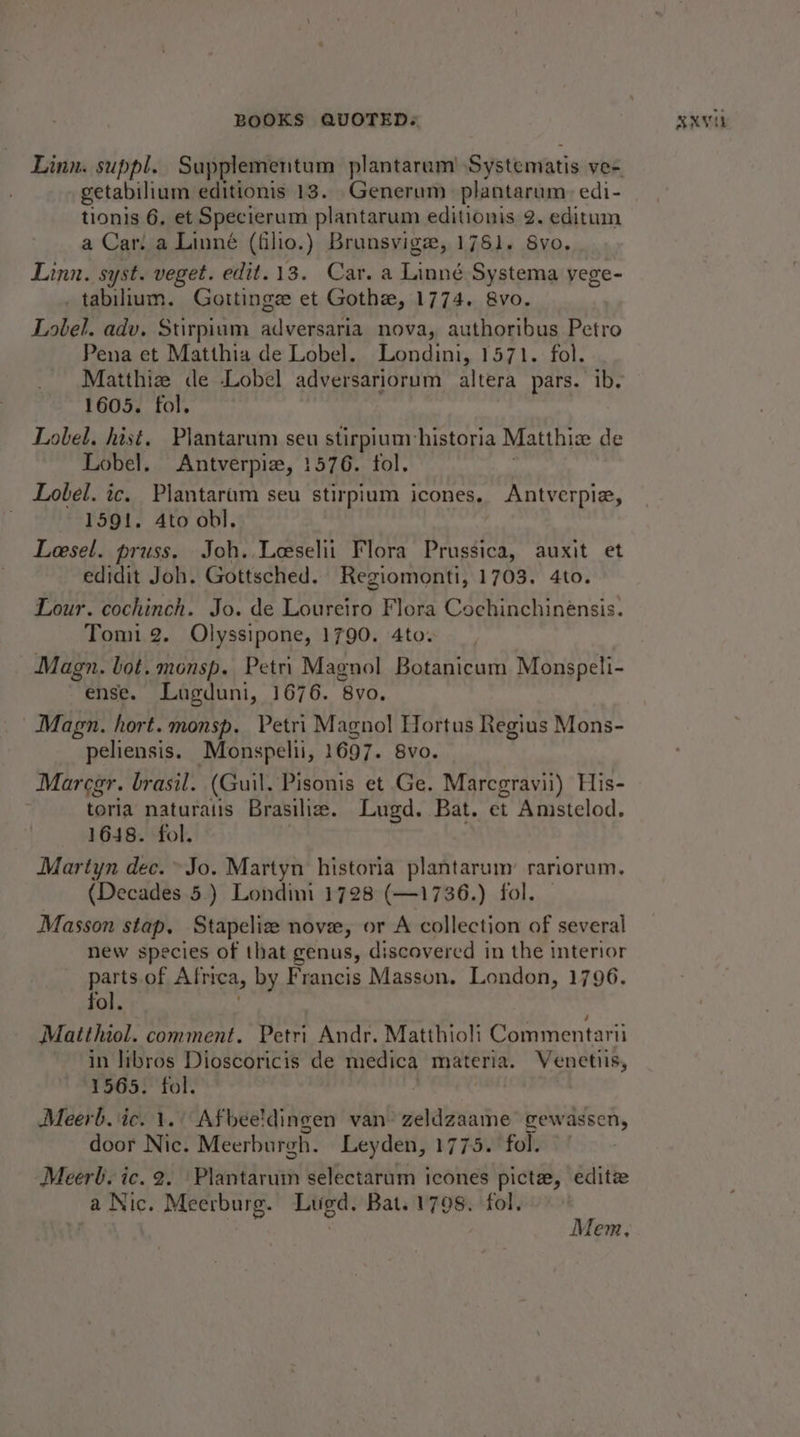 BOOKS QUOTED. xxvii
Linn. suppl. Supplementum plantarum Systematis ve-
getabilium editionis 13. Generum plantarum edi-
tionis 6, et Specierum plantarum editionis 2. editum
a Car. a Linné (filio.) Brunsvigæ, 1781. 8vo.
Linn. syst. veget. edit. 13. Car. a Linné Systema vege-
tabilium. Gottingæ et Gothæ, 1774. 8vo.
Lobel. adv. Stirpium adversaria nova, authoribus Petro
Pena et Matthia de Lobel. Londini, 1571. fol.
Matthiæ de Lobel adversariorum altera pars. ib.
1605. fol.
Lobel. hist. Plantarum seu stirpium historia Matthiæ de
Lobel. Antverpiæ, 1576. fol.
Lobel. ic. Plantarum seu stirpium icones. Antverpiæ,
1591. 4to obl.
Lœsel. pruss. Joh. Lœselii Flora Prussica, auxit et
edidit Joh. Gottsched. Regiomonti, 1703. 4to.
Lour. cochinch. Jo. de Loureiro Flora Cochinchinensis.
Tomi 2. Olyssipone, 1790. 4to.
Magn. bot. monsp. Petri Magnol Botanicum Monspeli-
ense. Lugduni, 1676. 8vo.
Magn. hort. monsp. Petri Magnol Hortus Regius Mons-
peliensis. Monspelii, 1697. 8vo.
Marcgr. brasil. (Guil. Pisonis et Ge. Marcgravii) His-
toria naturalis Brasiliæ. Lugd. Bat. et Amstelod.
1648. fol.
Martyn dec. Jo. Martyn historia plantarum rariorum.
(Decades 5) Londini 1728 (—1736.) fol.
Masson stap. Stapeliæ novæ, or A collection of several
new species of that genus, discovered in the interior
parts of Africa, by Francis Masson. London, 1796.
fol.
Matthiol. comment. Petri Andr. Matthioli Commentarii
in libros Dioscoricis de medica materia. Venetiis,
1565. fol.
Meerb. ic. 1. Afbeeldingen van zeldzaame gewassen,
door Nic. Meerburgh. Leyden, 1775. fol.
Meerb. ic. 2. Plantarum selectarum icones pictæ, editæ
a Nic. Meerburg. Lugd. Bat. 1798. fol.
Mem.